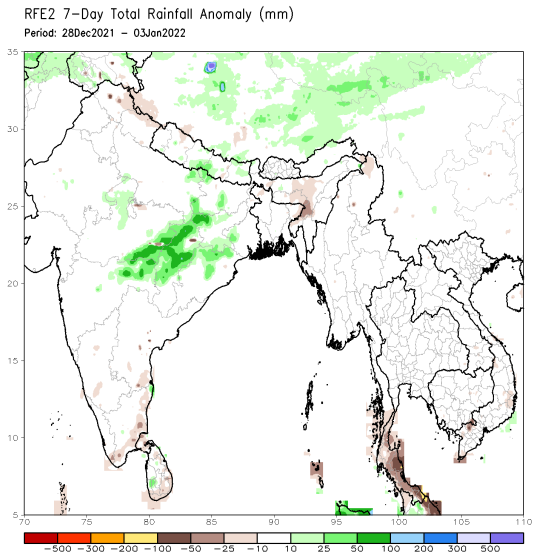 RFE2 7-Day Total Rainfall Anomaly (mm)
Period: 28Dec2021 – 03Jan2022
35
30
25
20
15
10
5
70 75 80 85 90 95 100 105 110
−500 −300 −200 −100 −50 −25 −10 10 25 50 100 200 300 500